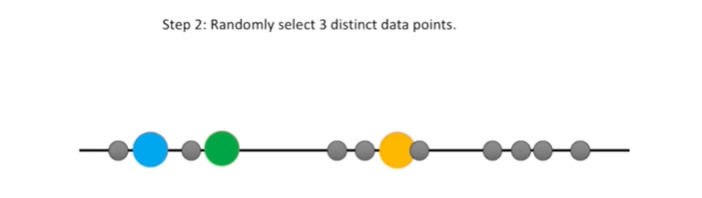 Step 2: Randomly select 3 distinct data points.